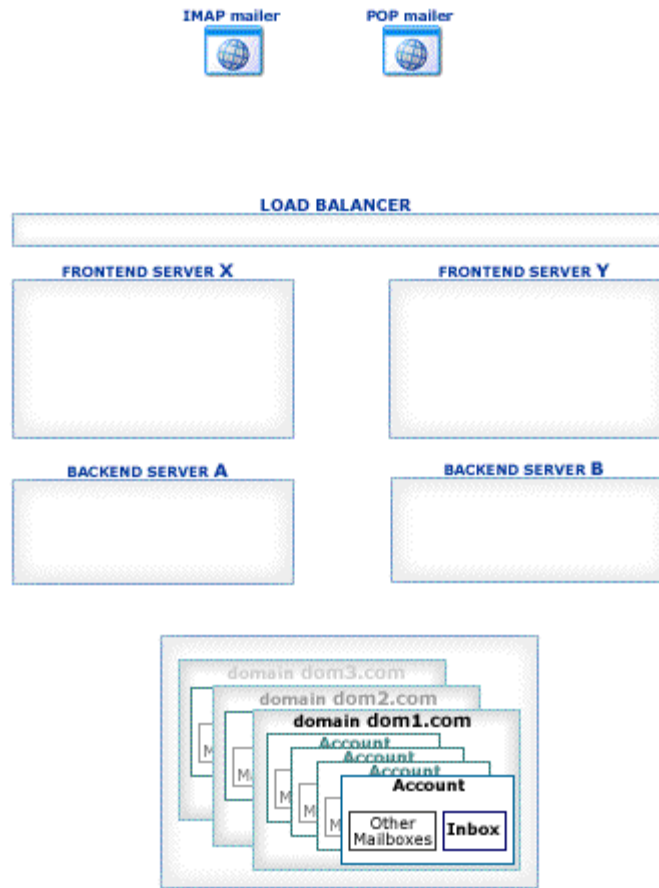 IMAP mailer
POP mailer
LOAD BALANCER
FRONTEND SERVER X
FRONTEND SERVER Y
BACKEND SERVER A
BACKEND SERVER B
domain dom3.com
domain dom2.com
domain dom1.com
Account
Account
Account
Account
Other
Mailboxes
Inbox